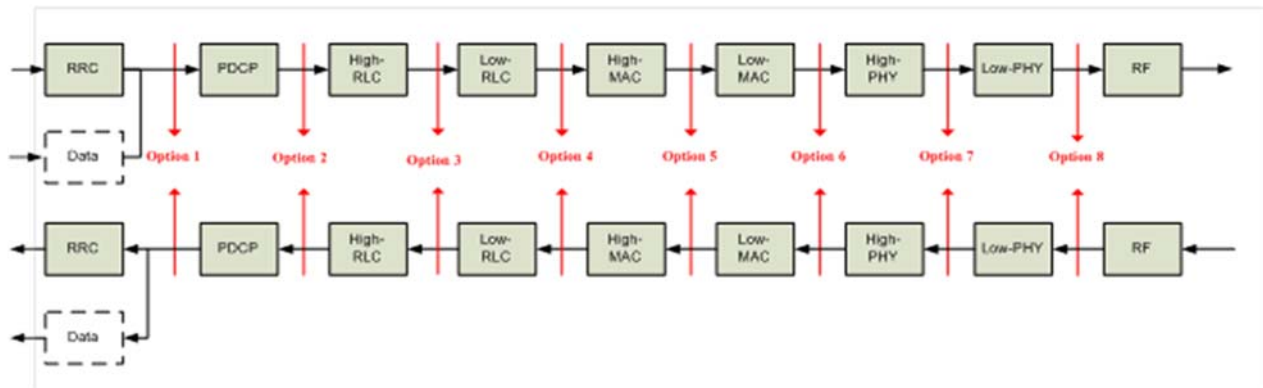 RRC
PDCP
High-
RLC
Low-
RLC
High-
MAC
Low-
MAC
High-
PHY
Low-PHY
RF
Data
Option 1
Option 2
Option 3
Option 4
Option 5
Option 6
Option 7
Option 8
RRC
PDCP
High-
RLC
Low-
RLC
High-
MAC
Low-
MAC
High-
PHY
Low-PHY
RF
Data